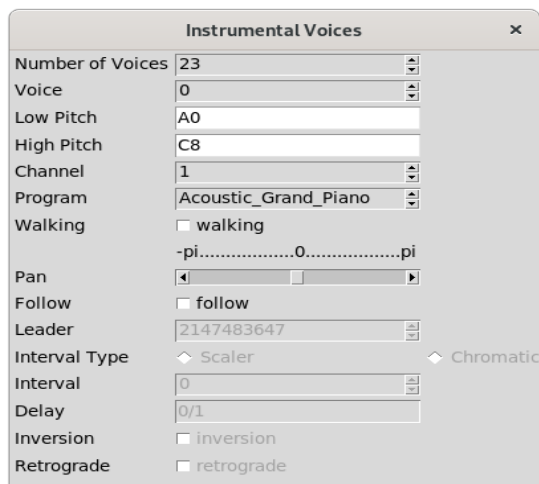 Instrumental Voices ×
Number of Voices 23
Voice 0
Low Pitch A0
High Pitch C8
Channel 1
Program Acoustic_Grand_Piano
Walking walking
-pi...................0...................pi
Pan
Follow follow
Leader 2147483647
Interval Type Scaler Chromatic
Interval 0
Delay 0/1
Inversion inversion
Retrograde retrograde